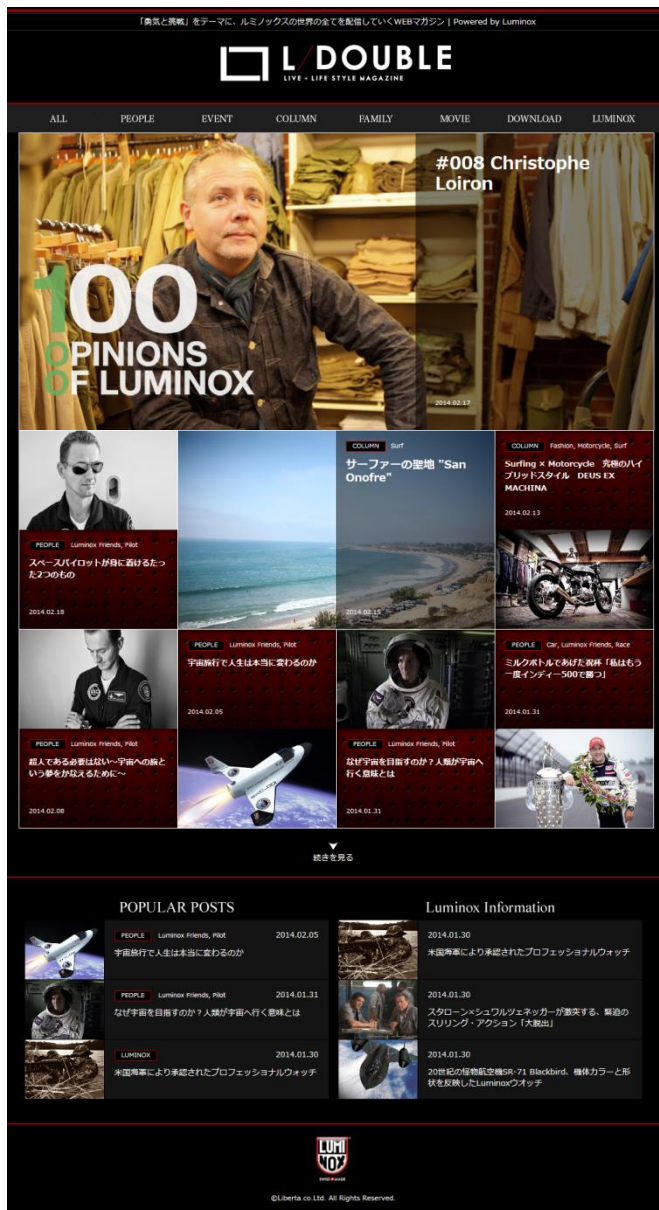 「勇気と挑戦」をテーマに、ルミノックスの世界の全てを配信していくWEBマガジン | Powered by Luminox
L/DOUBLE
LIVE + LIFE STYLE MAGAZINE
ALL PEOPLE EVENT COLUMN FAMILY MOVIE DOWNLOAD LUMINOX
#008 Christophe
Loiron
100
OPINIONS
OF LUMINOX
2014.02.17
PEOPLE Luminox Friends, Pilot
スペースパイロットが身に着けるたっ
た2つのもの
2014.02.18
COLUMN Surf
サーファーの聖地 "San
Onofre"
2014.02.15
COLUMN Fashion, Motorcycle, Surf
Surfing × Motorcycle 究極のハイ
ブリッドスタイル DEUS EX
MACHINA
2014.02.13
PEOPLE Luminox Friends, Pilot
超人である必要はない～宇宙への旅と
いう夢をかなえるために～
2014.02.08
PEOPLE Luminox Friends, Pilot
宇宙旅行で人生は本当に変わるのか
2014.02.05
PEOPLE Luminox Friends, Pilot
なぜ宇宙を目指すのか？人類が宇宙へ
行く意味とは
2014.01.31
PEOPLE Car, Luminox Friends, Race
ミルクボトルであげた祝杯「私はもう
一度インディー500で勝つ」
2014.01.31
続きを見る
POPULAR POSTS
PEOPLE Luminox Friends, Pilot 2014.02.05
宇宙旅行で人生は本当に変わるのか
PEOPLE Luminox Friends, Pilot 2014.01.31
なぜ宇宙を目指すのか？人類が宇宙へ行く意味とは
LUMINOX 2014.01.30
米国海軍により承認されたプロフェッショナルウォッチ
Luminox Information
2014.01.30
米国海軍により承認されたプロフェッショナルウォッチ
2014.01.30
スタローン×シュワルツェネッガーが激突する、緊迫の
スリリング・アクション「大脱出」
2014.01.30
20世紀の怪物航空機SR-71 Blackbird、機体カラーと形
状を反映したLuminoxウオッチ
LUMI
NOX
SWISS MADE
©Liberta.co.Ltd. All Rights Reserved.